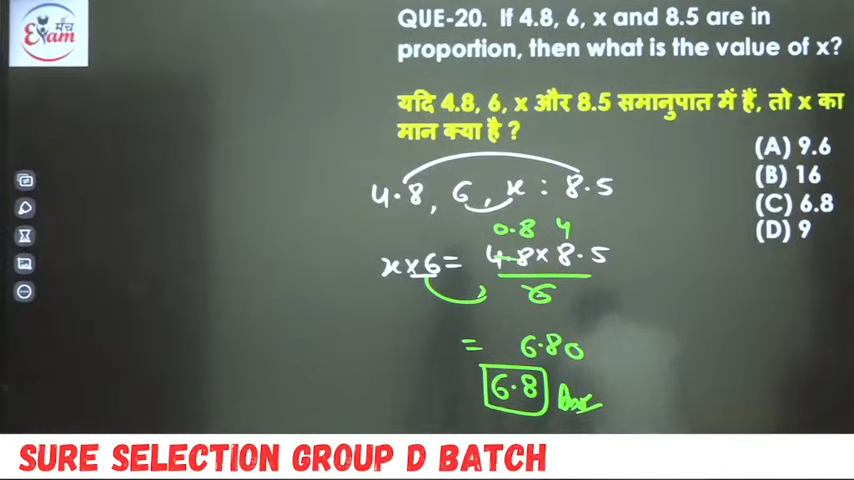 Exam मंच
QUE-20. If 4.8, 6, x and 8.5 are in
proportion, then what is the value of x?
यदि 4.8, 6, x और 8.5 समानुपात में हैं, तो x का
मान क्या है ?
(A) 9.6
(B) 16
(C) 6.8
(D) 9
4.8, 6, x : 8.5
0.8 4
x×6= 4.8×8.5
6
= 6.80
6.8 Ans
SURE SELECTION GROUP D BATCH